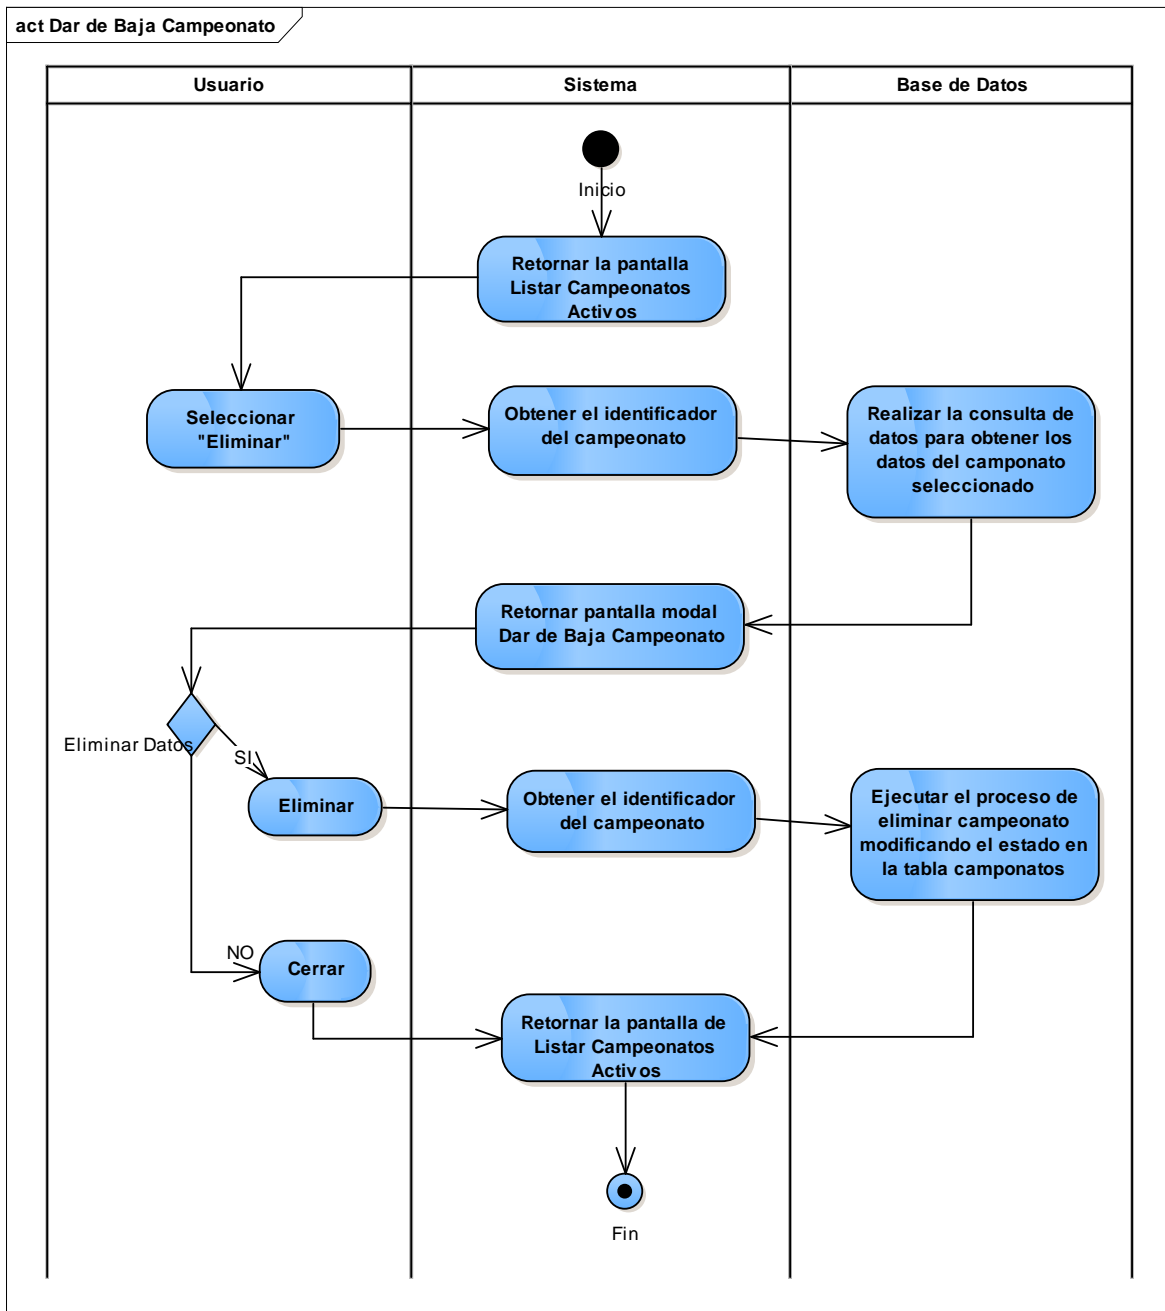 act Dar de Baja Campeonato
Usuario
Sistema
Base de Datos
Inicio
Retornar la pantalla
Listar Campeonatos
Activos
Seleccionar
"Eliminar"
Obtener el identificador
del campeonato
Realizar la consulta de
datos para obtener los
datos del camponato
seleccionado
Retornar pantalla modal
Dar de Baja Campeonato
Eliminar Datos
SI
Eliminar
Obtener el identificador
del campeonato
Ejecutar el proceso de
eliminar campeonato
modificando el estado en
la tabla camponatos
NO
Cerrar
Retornar la pantalla de
Listar Campeonatos
Activos
Fin